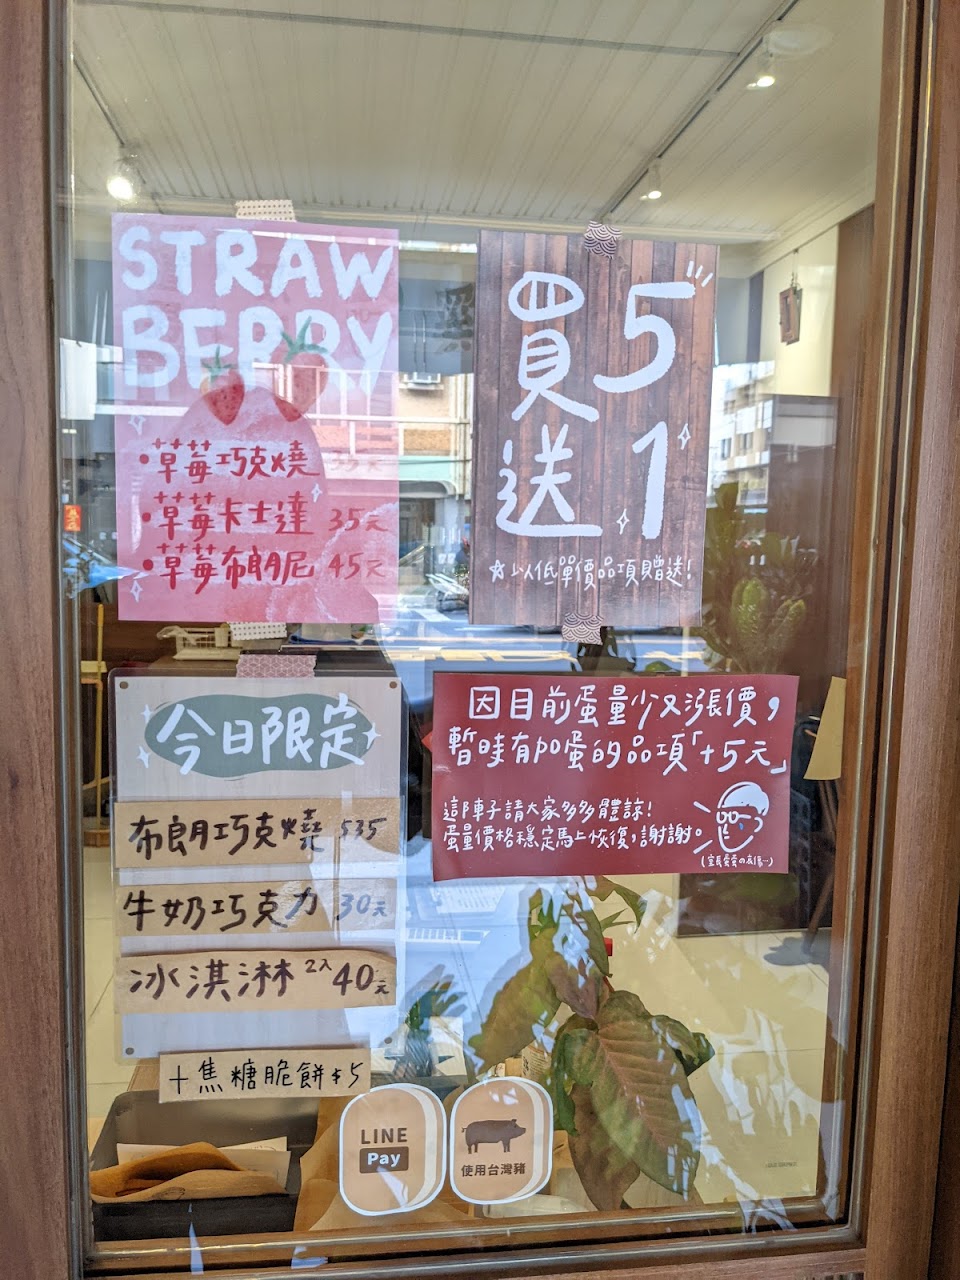 STRAW
BERRY
•草莓巧克燒 35元
•草莓卡士達 35元
•草莓布朗尼 45元
買5
送1
☆以低單價品項贈送!
今日限定
布朗巧克燒 $35
牛奶巧克力 30元
冰淇淋 2入 40元
+焦糖脆餅$5
因目前蛋量少又漲價,
暫時有加蛋的品項「+5元」
這陣子請大家多多體諒!
蛋量價格穩定馬上恢復,謝謝。
LINE
Pay
使用台灣豬